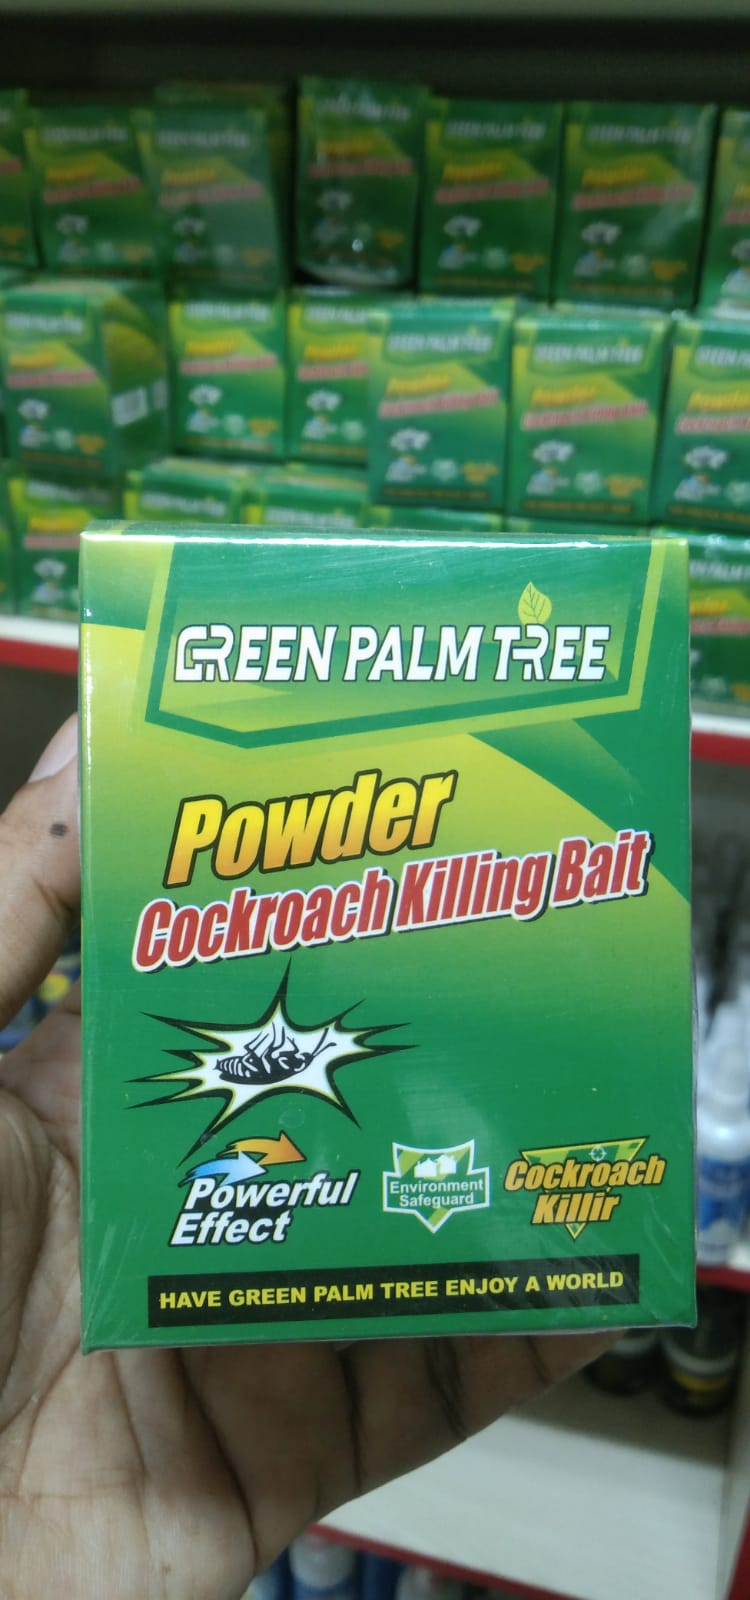 GREEN PALM TREE
Powder
Cockroach Killing Bait
Powerful
Effect
Environment
Safeguard
Cockroach
Killir
HAVE GREEN PALM TREE ENJOY A WORLD